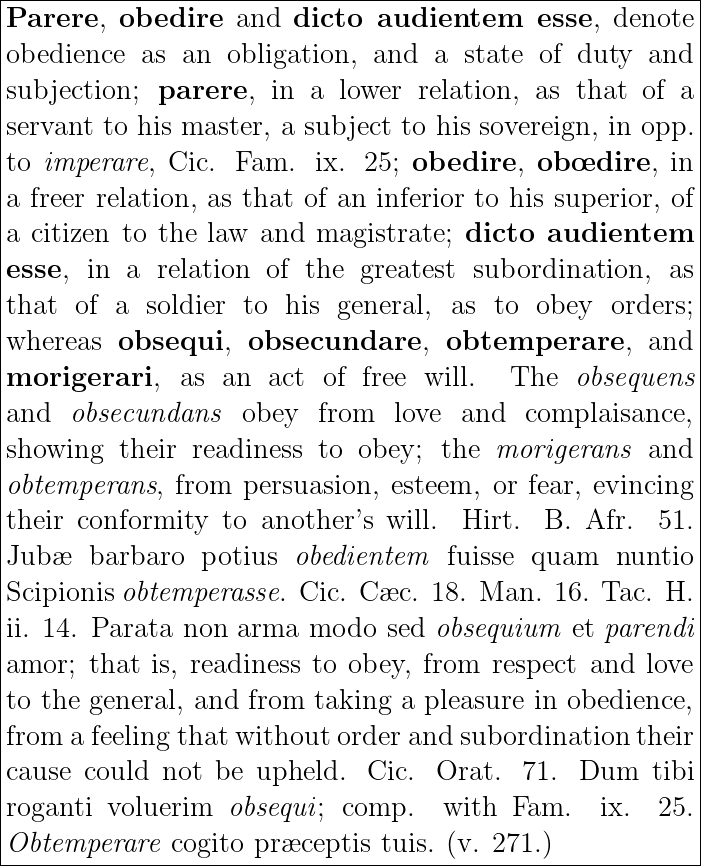 Parere, obedire and dicto audientem esse, denote
obedience as an obligation, and a state of duty and
subjection; parere, in a lower relation, as that of a
servant to his master, a subject to his sovereign, in opp.
to imperare, Cic. Fam. ix. 25; obedire, obœdire, in
a freer relation, as that of an inferior to his superior, of
a citizen to the law and magistrate; dicto audientem
esse, in a relation of the greatest subordination, as
that of a soldier to his general, as to obey orders;
whereas obsequi, obsecundare, obtemperare, and
morigerari, as an act of free will. The obsequens
and obsecundans obey from love and complaisance,
showing their readiness to obey; the morigerans and
obtemperans, from persuasion, esteem, or fear, evincing
their conformity to another's will. Hirt. B. Afr. 51.
Jubæ barbaro potius obedientem fuisse quam nuntio
Scipionis obtemperasse. Cic. Cæc. 18. Man. 16. Tac. H.
ii. 14. Parata non arma modo sed obsequium et parendi
amor; that is, readiness to obey, from respect and love
to the general, and from taking a pleasure in obedience,
from a feeling that without order and subordination their
cause could not be upheld. Cic. Orat. 71. Dum tibi
roganti voluerim obsequi; comp. with Fam. ix. 25.
Obtemperare cogito præceptis tuis. (v. 271.)